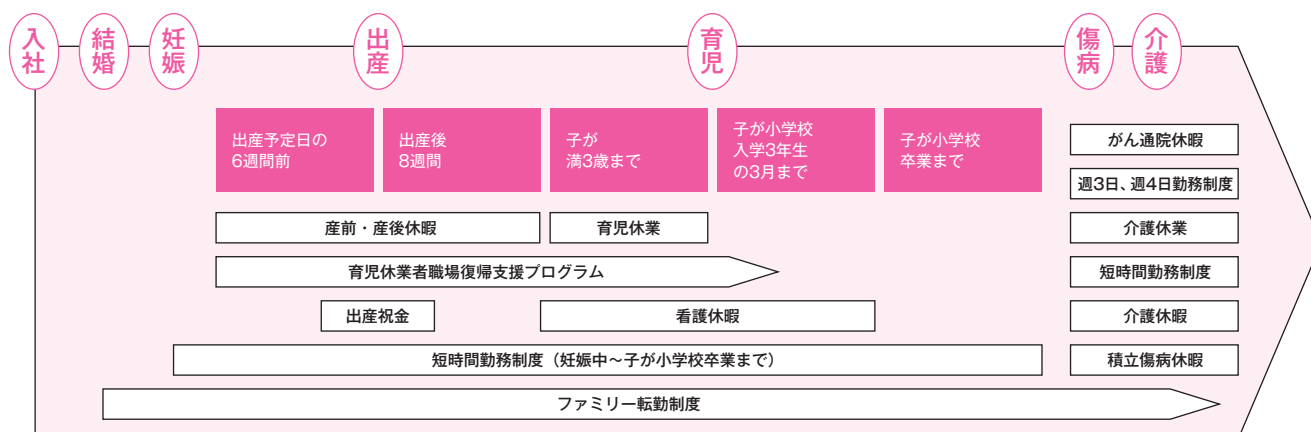 入社
結婚
妊娠
出産
育児
傷病
介護
出産予定日の
6週間前
出産後
8週間
子が
満3歳まで
子が小学校
入学3年生
の3月まで
子が小学校
卒業まで
産前・産後休暇
育児休業
育児休業者職場復帰支援プログラム
出産祝金
看護休暇
短時間勤務制度（妊娠中～子が小学校卒業まで）
ファミリー転勤制度
がん通院休暇
週3日、週4日勤務制度
介護休業
短時間勤務制度
介護休暇
積立傷病休暇